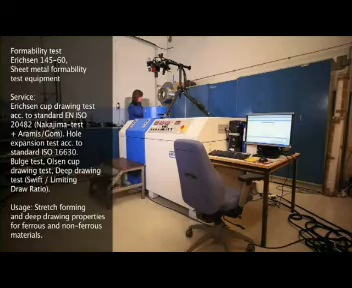 Formability test
Erichsen 145-60,
Sheet metal formability
test equipment
Service:
Erichsen cup drawing test
acc. to standard EN ISO
20482 (Nakajima-test
+ Aramis/Gom). Hole
expansion test acc. to
standard ISO 16630.
Bulge test, Olsen cup
drawing test, Deep drawing
test (Swift / Limiting
Draw Ratio).
Usage: Stretch forming
and deep drawing properties
for ferrous and non-ferrous
materials.